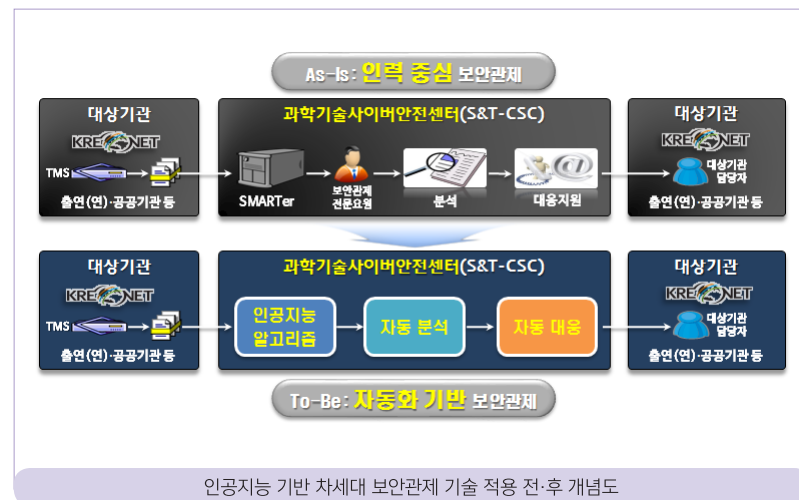 As-Is: 인력 중심 보안관제
대상기관
KREONET
TMS
출연(연)·공공기관 등
과학기술사이버안전센터(S&T-CSC)
SMARTer
보안관제
전문요원
분석
대응지원
대상기관
KREONET
대상기관
담당자
출연(연)·공공기관 등
대상기관
KREONET
TMS
출연(연)·공공기관 등
과학기술사이버안전센터(S&T-CSC)
인공지능
알고리즘
자동 분석
자동 대응
대상기관
KREONET
대상기관
담당자
출연(연)·공공기관 등
To-Be: 자동화 기반 보안관제
인공지능 기반 차세대 보안관제 기술 적용 전·후 개념도